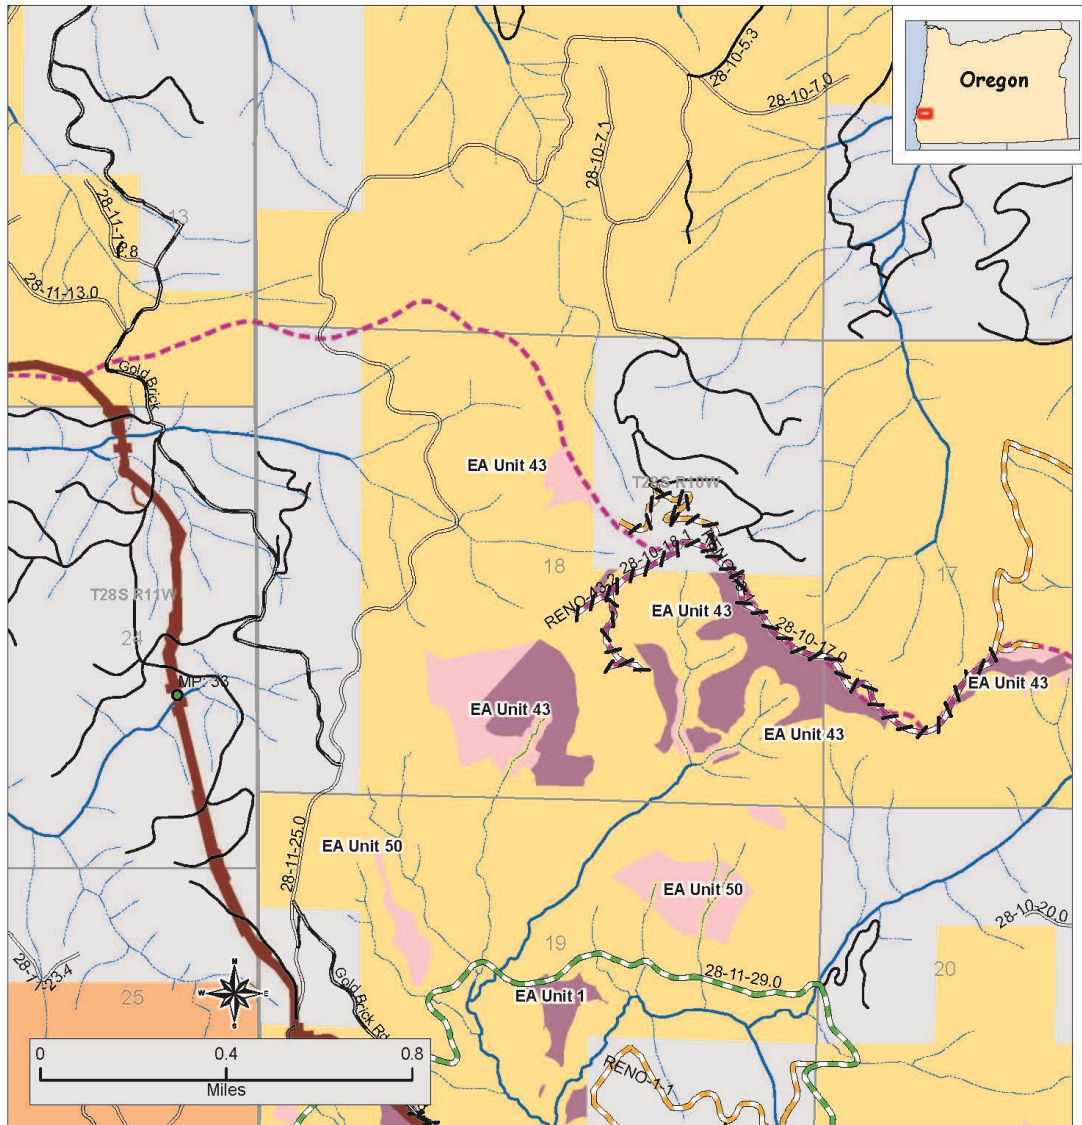 28-10-5.3
28-10-7.0
Oregon
28-10-7.1
13
28-11-13.0
Gold Brick
EA Unit 43
T28S R10W
18
28-10-18.1
17
RENO-43-2
EA Unit 43
T28S R11W
24
28-10-17.0
MP: 33
EA Unit 43
EA Unit 43
EA Unit 43
28-11-25.0
EA Unit 50
EA Unit 50
28-10-20.0
19
28-11-29.0
20
25
N
W
E
S
Gold Brick Rd
EA Unit 1
0
0.4
0.8
Miles
RENO-1-1